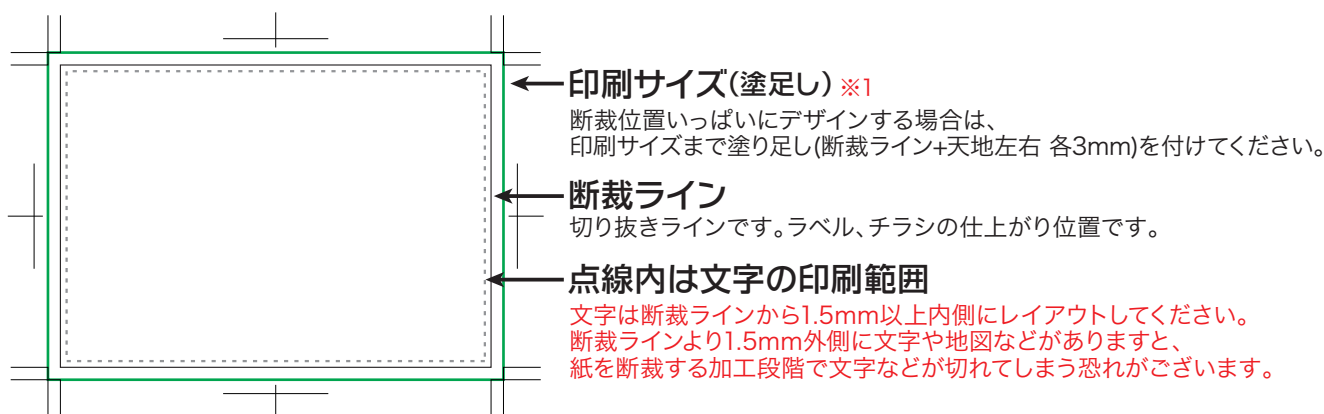 印刷サイズ(塗足し) ※1
断裁位置いっぱいにデザインする場合は、
印刷サイズまで塗り足し(断裁ライン+天地左右 各3mm)を付けてください。
断裁ライン
切り抜きラインです。ラベル、チラシの仕上がり位置です。
点線内は文字の印刷範囲
文字は断裁ラインから1.5mm以上内側にレイアウトしてください。
断裁ラインより1.5mm外側に文字や地図などがありますと、
紙を断裁する加工段階で文字などが切れてしまう恐れがございます。